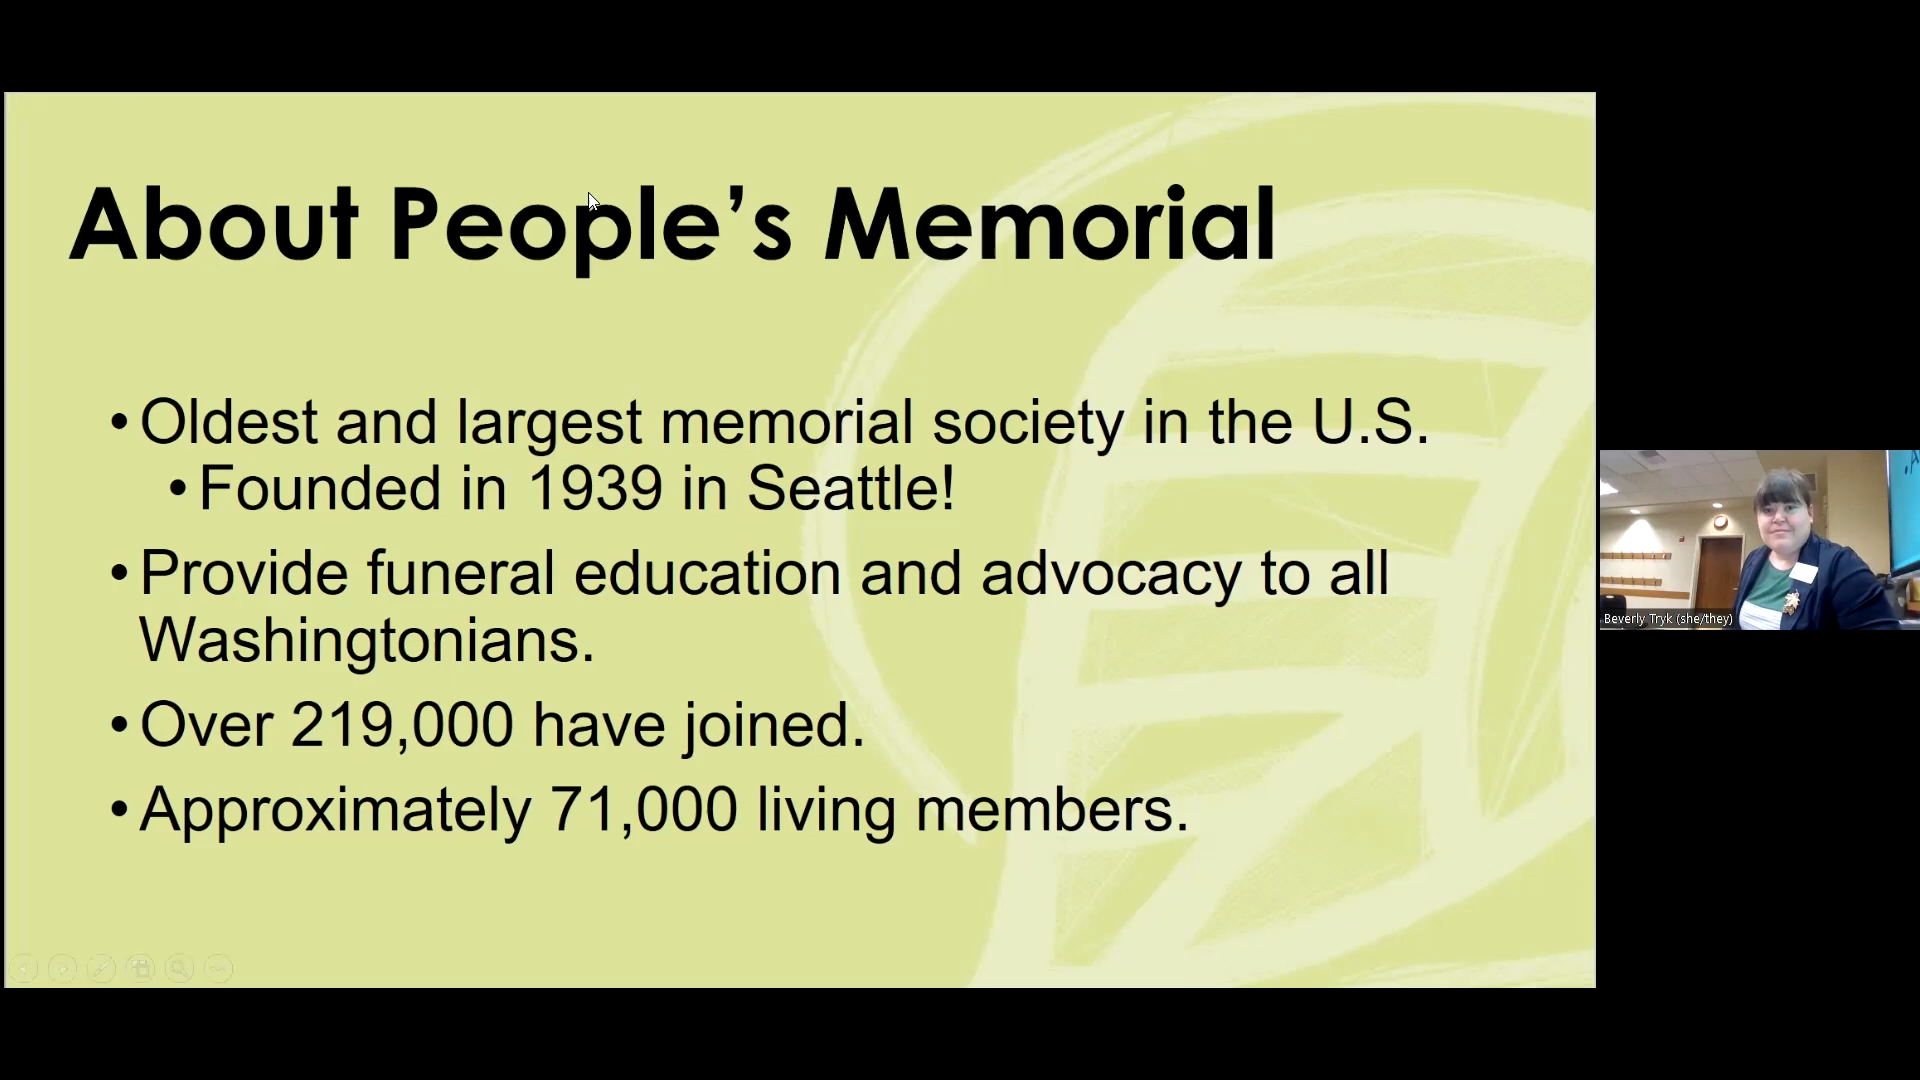 About People’s Memorial
• Oldest and largest memorial society in the U.S.
• Founded in 1939 in Seattle!
• Provide funeral education and advocacy to all
Washingtonians.
• Over 219,000 have joined.
• Approximately 71,000 living members.
Beverly Tryk (she/they)